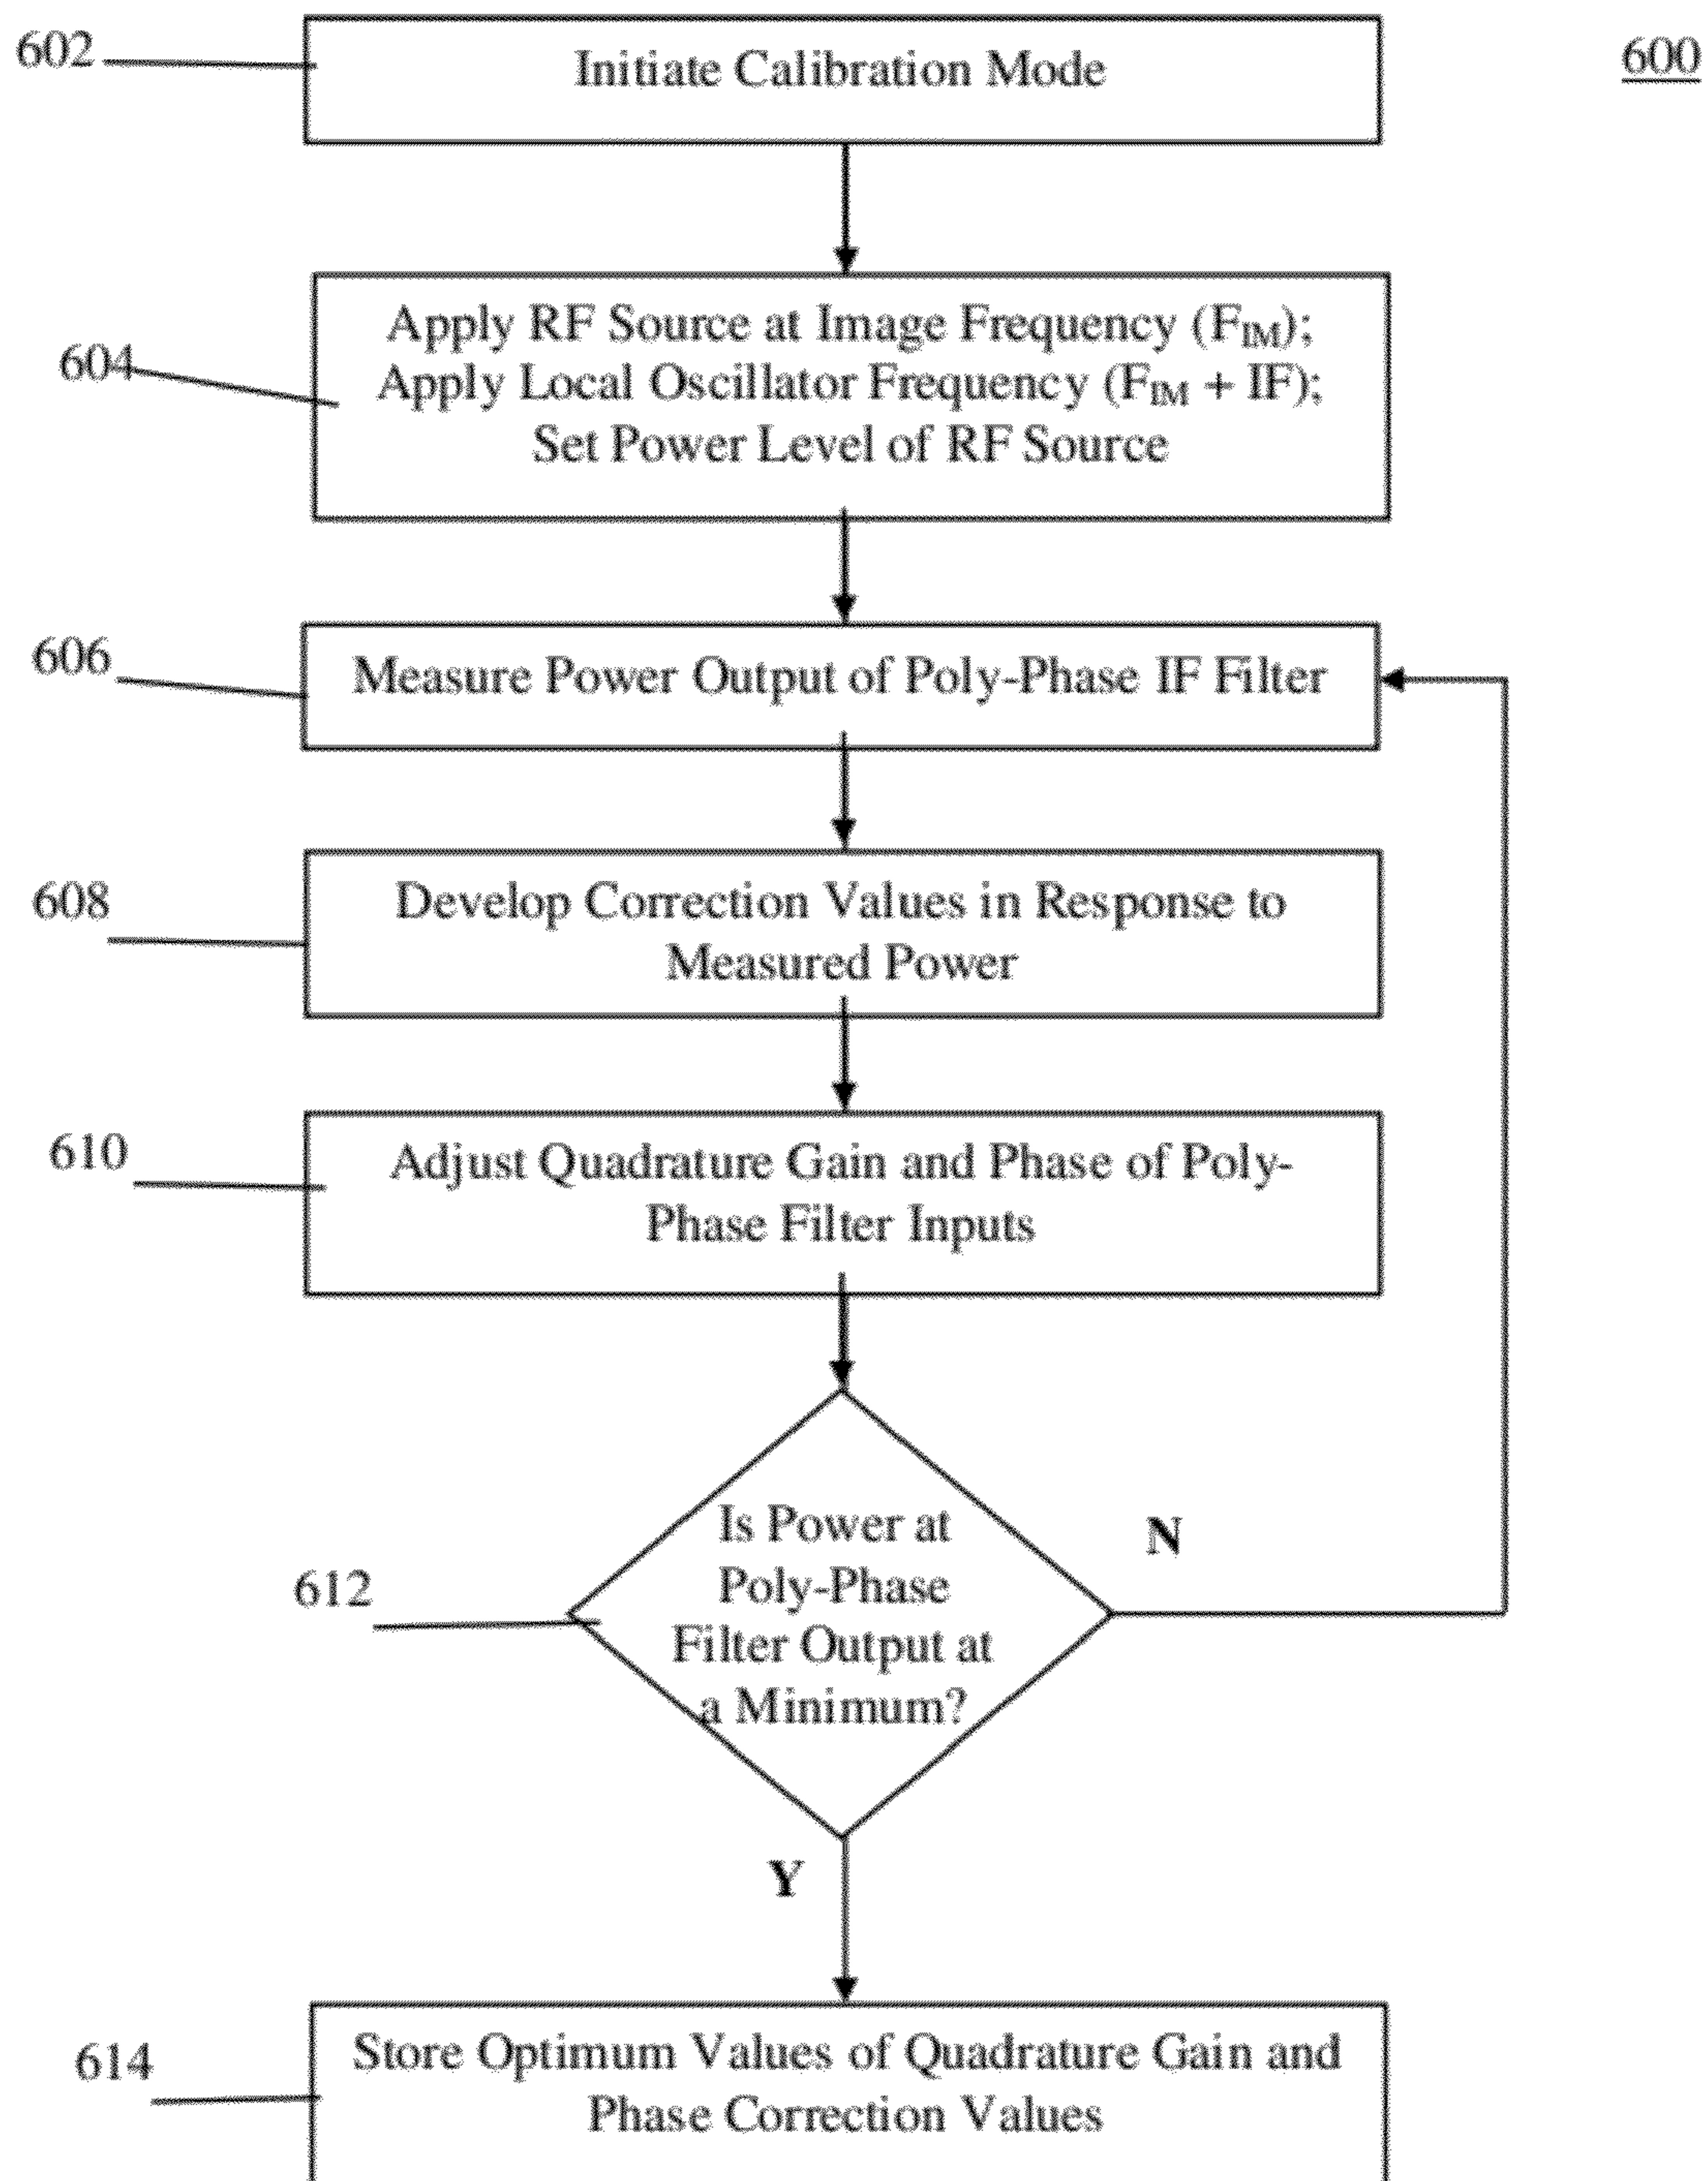 602
Initiate Calibration Mode
600
604
Apply RF Source at Image Frequency (FIM);
Apply Local Oscillator Frequency (FIM + IF);
Set Power Level of RF Source
606
Measure Power Output of Poly-Phase IF Filter
608
Develop Correction Values in Response to
Measured Power
610
Adjust Quadrature Gain and Phase of Poly-
Phase Filter Inputs
612
Is Power at
Poly-Phase
Filter Output at
a Minimum?
N
Y
614
Store Optimum Values of Quadrature Gain and
Phase Correction Values